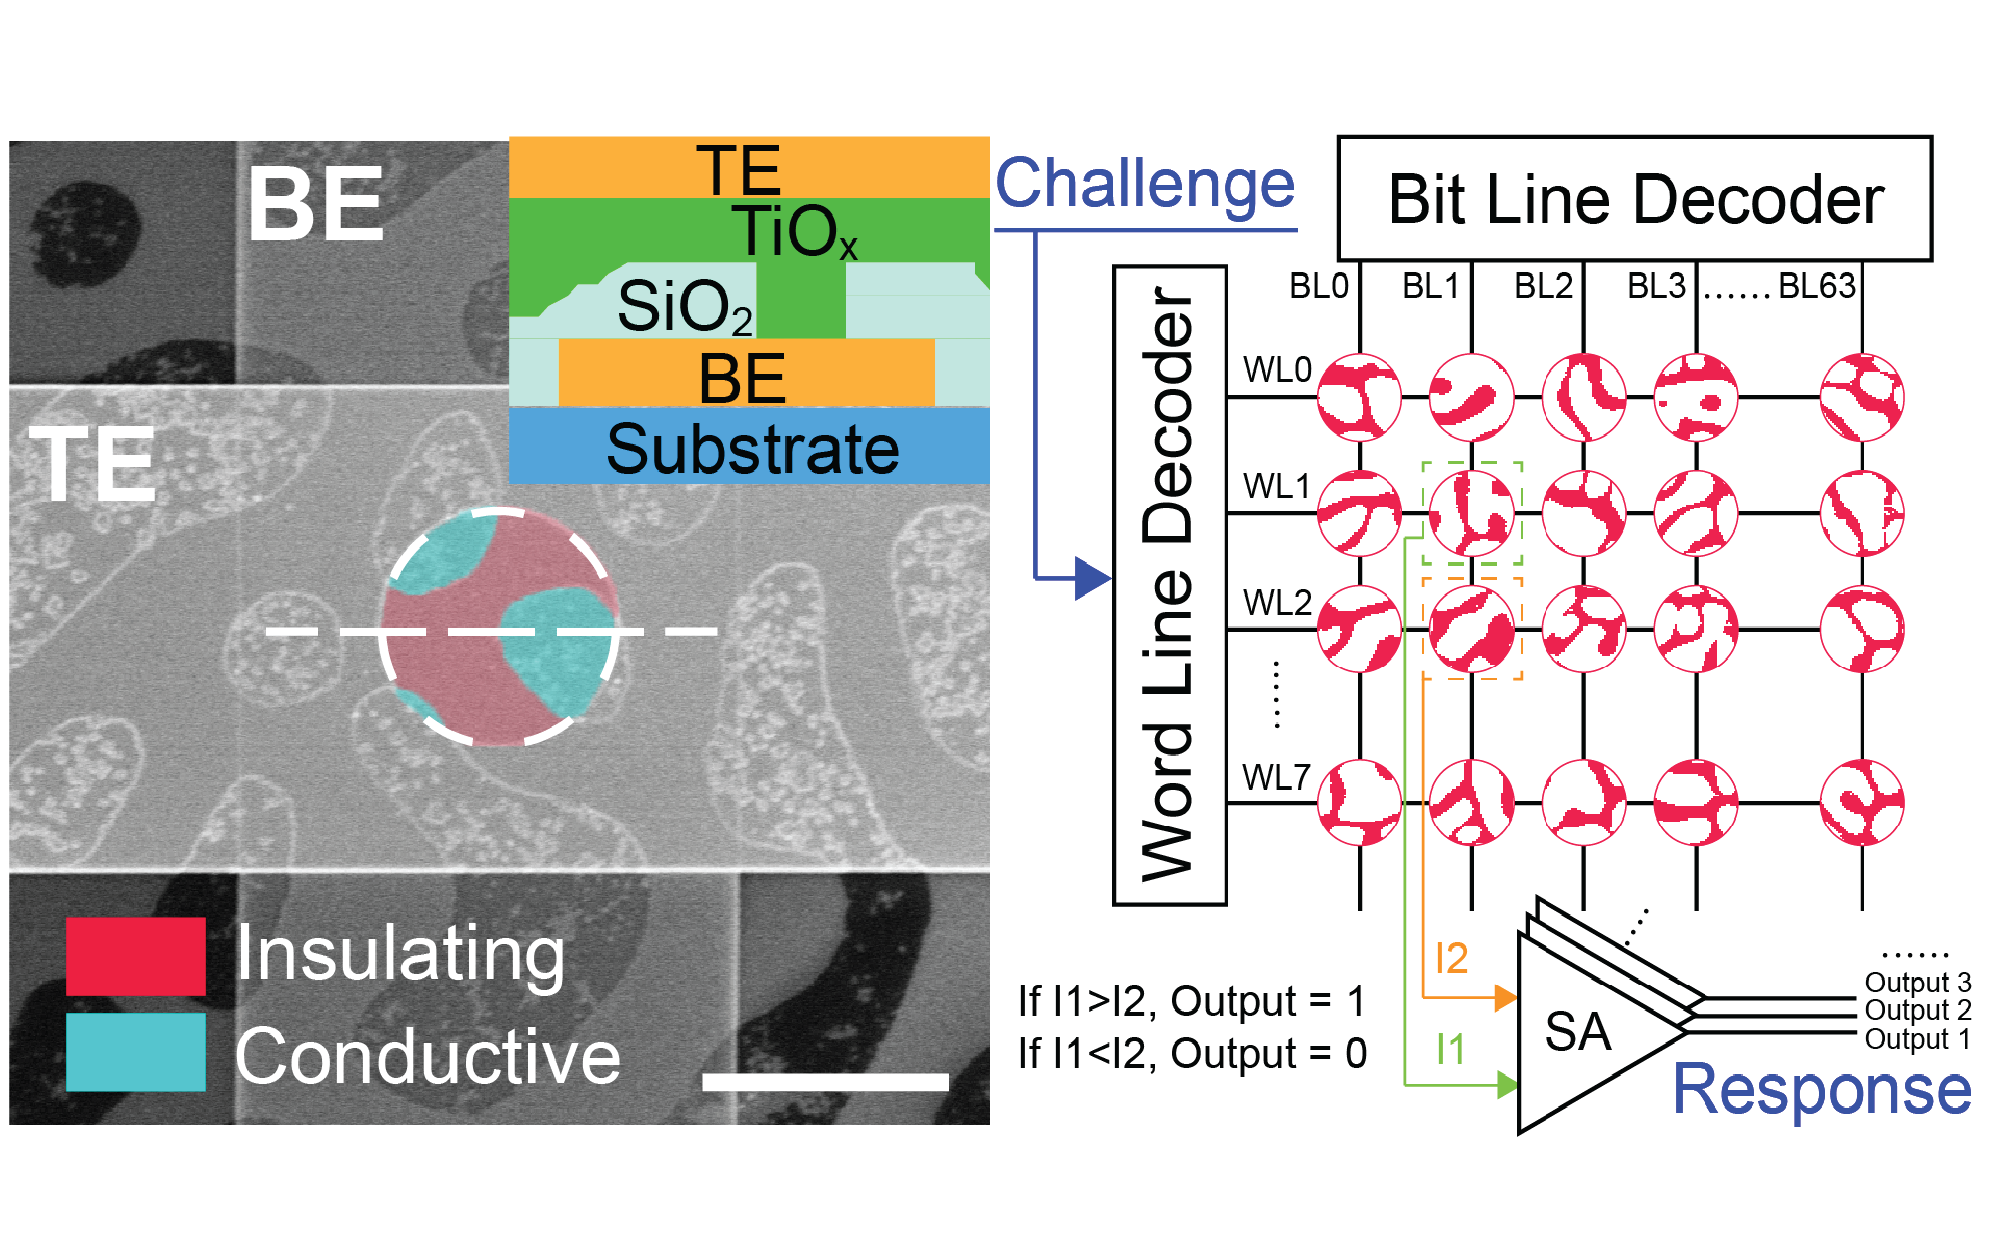 BE
TE
TE
TiOₓ
SiO₂
BE
Substrate
Insulating
Conductive
Challenge
Bit Line Decoder
BL0 BL1 BL2 BL3 ...... BL63
Word Line Decoder
WL0
WL1
WL2
......
WL7
If I1>I2, Output = 1
If I1<I2, Output = 0
I2
I1
SA
......
Output 3
Output 2
Output 1
Response